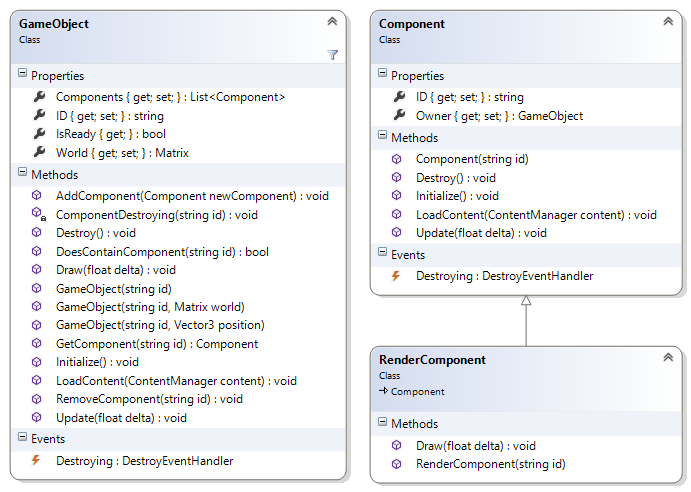 GameObject
Class
Properties
Components { get; set; } : List<Component>
ID { get; set; } : string
IsReady { get; } : bool
World { get; set; } : Matrix
Methods
AddComponent(Component newComponent) : void
ComponentDestroying(string id) : void
Destroy() : void
DoesContainComponent(string id) : bool
Draw(float delta) : void
GameObject(string id)
GameObject(string id, Matrix world)
GameObject(string id, Vector3 position)
GetComponent(string id) : Component
Initialize() : void
LoadContent(ContentManager content) : void
RemoveComponent(string id) : void
Update(float delta) : void
Events
Destroying : DestroyEventHandler
Component
Class
Properties
ID { get; set; } : string
Owner { get; set; } : GameObject
Methods
Component(string id)
Destroy() : void
Initialize() : void
LoadContent(ContentManager content) : void
Update(float delta) : void
Events
Destroying : DestroyEventHandler
RenderComponent
Class
Component
Methods
Draw(float delta) : void
RenderComponent(string id)